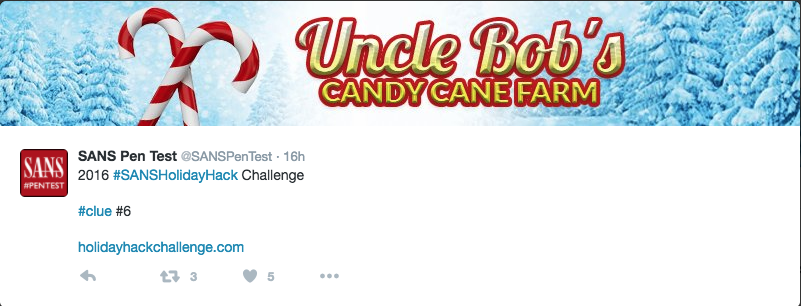 Uncle Bob's
CANDY CANE FARM
SANS
#PENTEST
SANS Pen Test @SANSPenTest · 16h
2016 #SANSHolidayHack Challenge
#clue #6
holidayhackchallenge.com
3 5